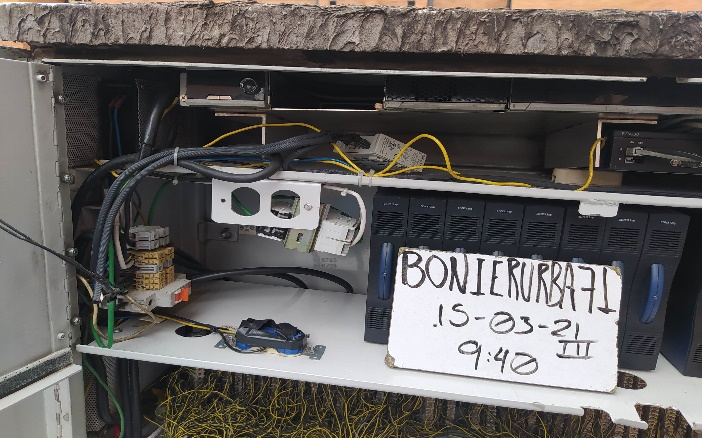 BONIERURBA71
15-03-21
III
9:40